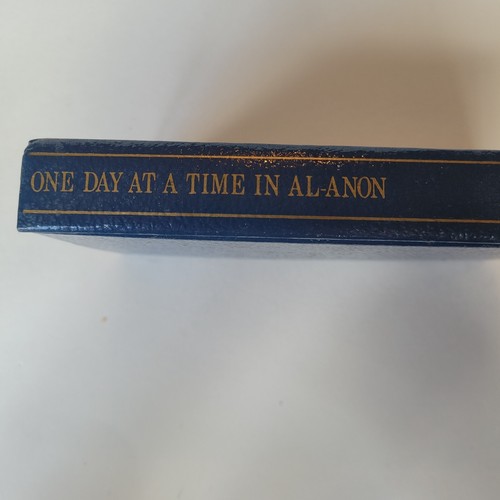 ONE DAY AT A TIME IN AL-ANON